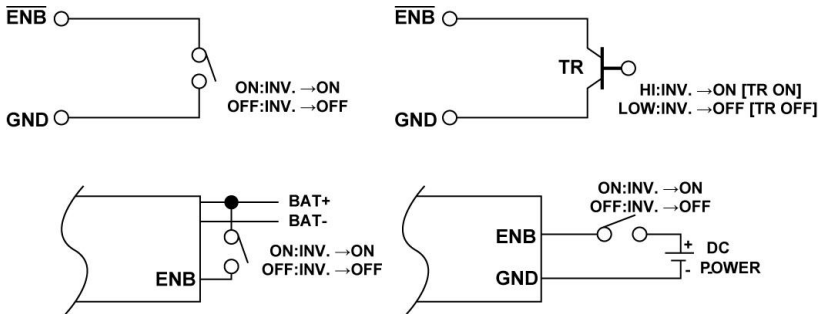 E̅N̅B̅
ON:INV. →ON
OFF:INV. →OFF
GND
E̅N̅B̅
TR
HI:INV. →ON [TR ON]
LOW:INV. →OFF [TR OFF]
GND
BAT+
BAT-
ON:INV. →ON
OFF:INV. →OFF
ENB
ON:INV. →ON
OFF:INV. →OFF
ENB
+ DC
- POWER
GND